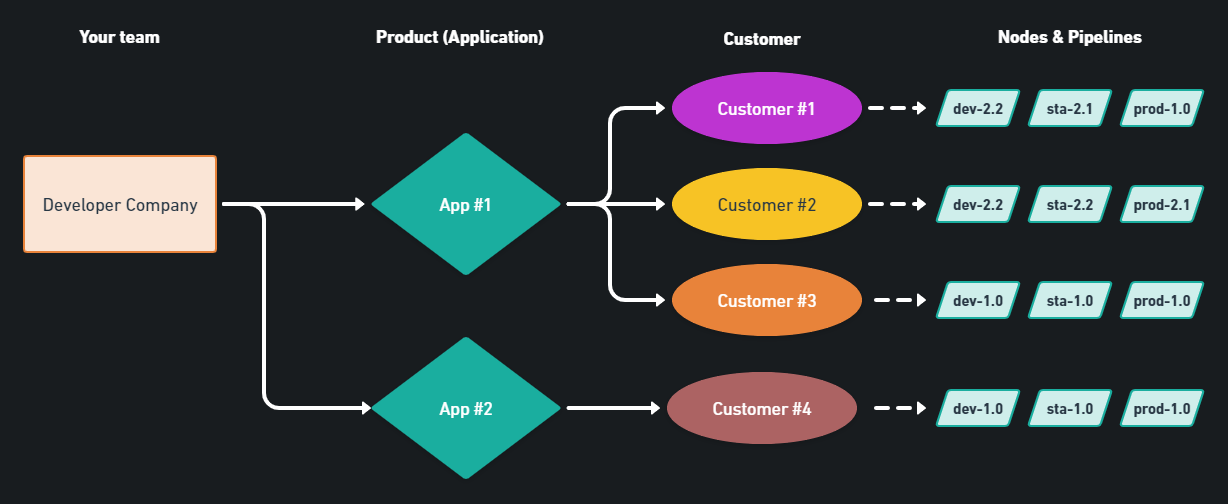 Your team
Product (Application)
Customer
Nodes & Pipelines
Developer Company
App #1
Customer #1
dev-2.2
sta-2.1
prod-1.0
Customer #2
dev-2.2
sta-2.2
prod-2.1
Customer #3
dev-1.0
sta-1.0
prod-1.0
App #2
Customer #4
dev-1.0
sta-1.0
prod-1.0